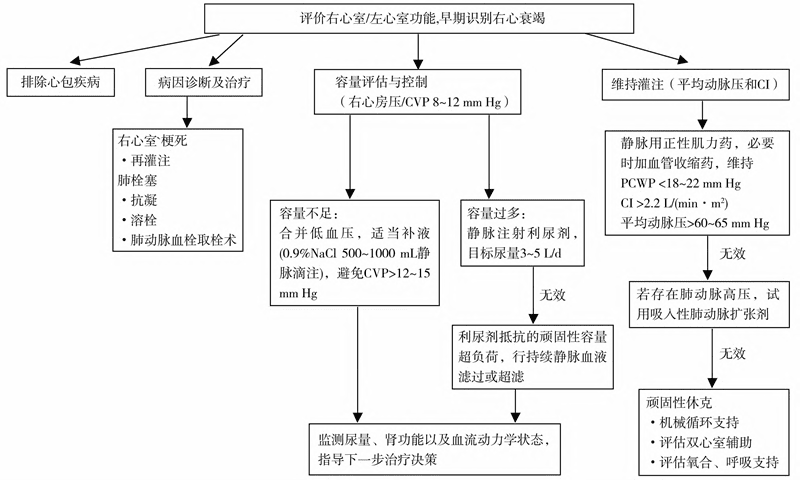 评价右心室/左心室功能,早期识别右心衰竭
排除心包疾病
病因诊断及治疗
容量评估与控制
（右心房压/CVP 8~12 mm Hg）
维持灌注（平均动脉压和CI）
右心室梗死
·再灌注
肺栓塞
·抗凝
·溶栓
·肺动脉血栓取栓术
容量不足：
合并低血压，适当补液
(0.9%NaCl 500~1000 mL静
脉滴注)，避免CVP>12~15
mm Hg
容量过多：
静脉注射利尿剂，
目标尿量3~5 L/d
无效
利尿剂抵抗的顽固性容量
超负荷，行持续静脉血液
滤过或超滤
监测尿量、肾功能以及血流动力学状态，
指导下一步治疗决策
静脉用正性肌力药，必要
时加血管收缩药，维持
PCWP <18~22 mm Hg
CI >2.2 L/(min·m²)
平均动脉压>60~65 mm Hg
无效
若存在肺动脉高压，试
用吸入性肺动脉扩张剂
无效
顽固性休克
·机械循环支持
·评估双心室辅助
·评估氧合、呼吸支持